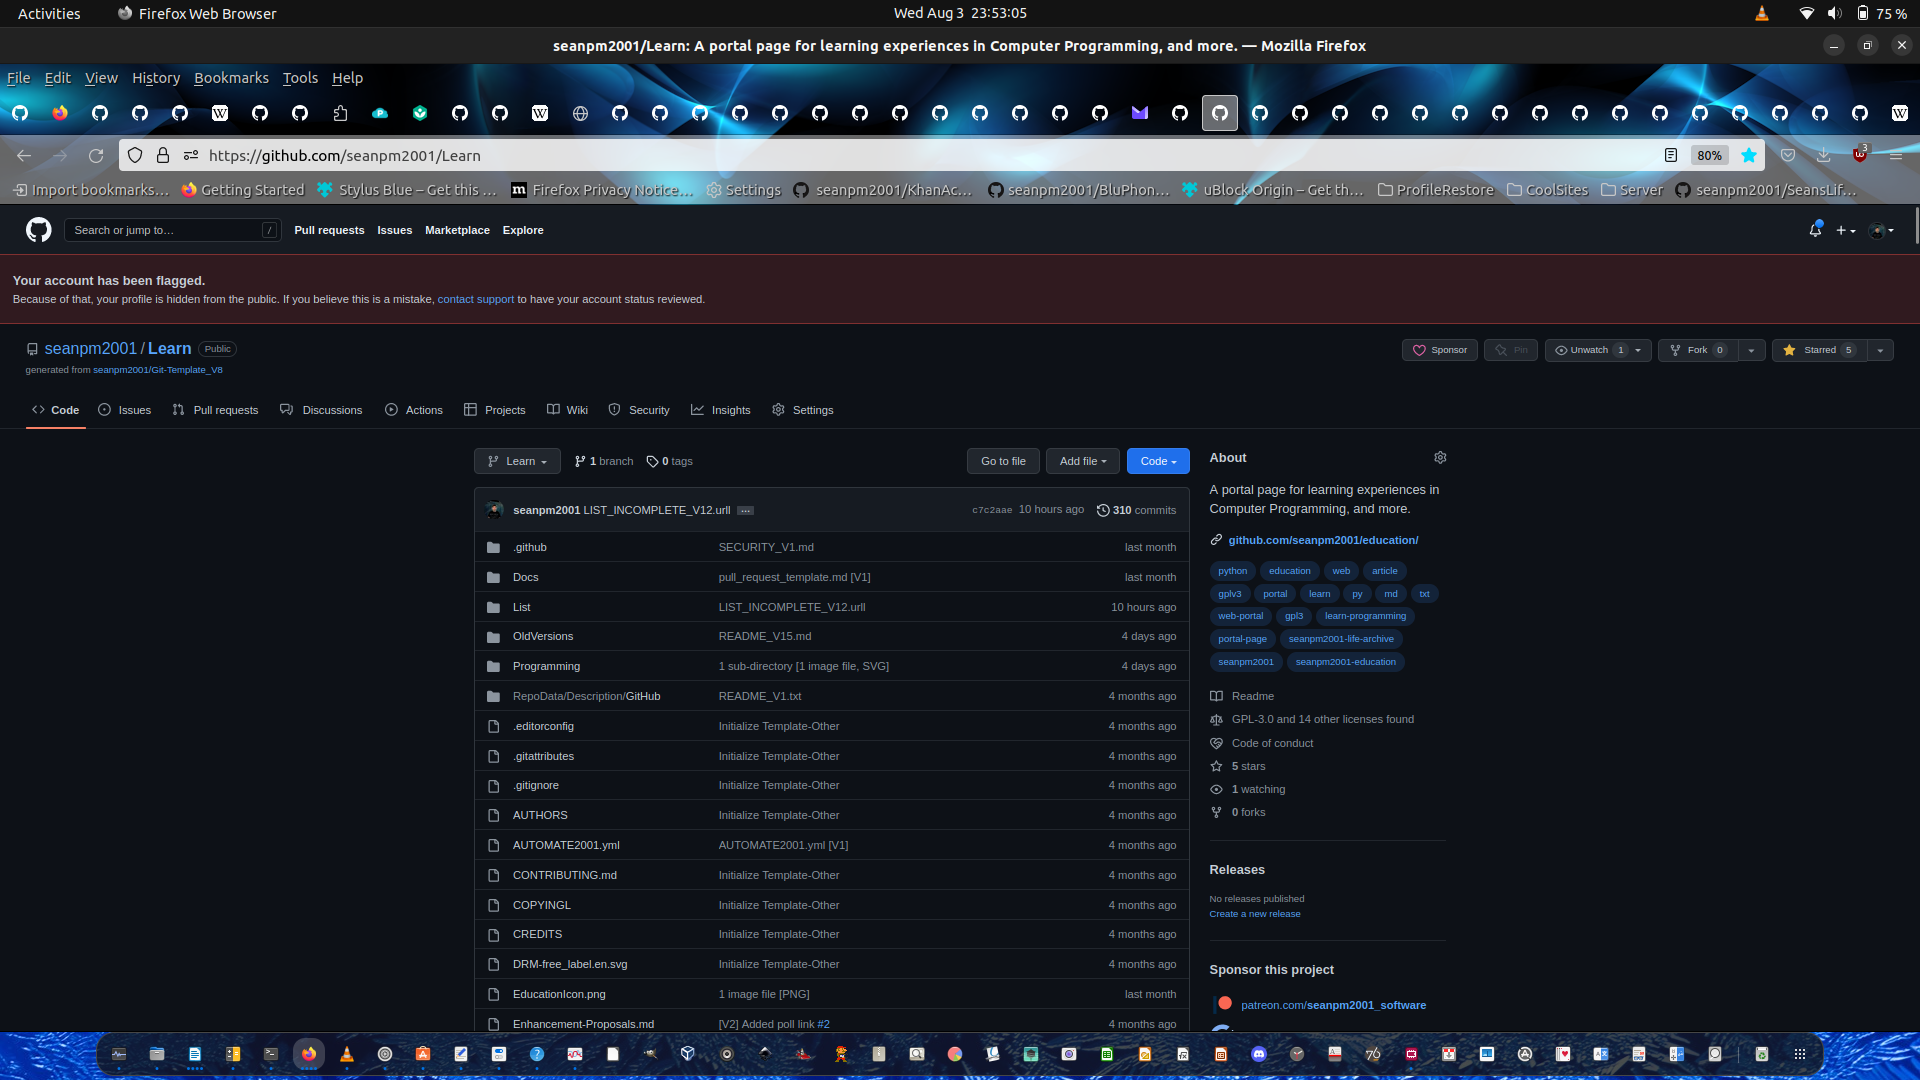 Activities
Firefox Web Browser
Wed Aug 3 23:53:05
75 %
seanpm2001/Learn: A portal page for learning experiences in Computer Programming, and more. — Mozilla Firefox
File Edit View History Bookmarks Tools Help
https://github.com/seanpm2001/Learn
80%
3
Import bookmarks… Getting Started Stylus Blue – Get this … Firefox Privacy Notice… Settings seanpm2001/KhanAc… seanpm2001/BluPhon… uBlock Origin – Get th… ProfileRestore CoolSites Server seanpm2001/SeansLif…
Search or jump to… /
Pull requests Issues Marketplace Explore
Your account has been flagged.
Because of that, your profile is hidden from the public. If you believe this is a mistake, contact support to have your account status reviewed.
seanpm2001 / Learn Public
generated from seanpm2001/Git-Template_V8
Sponsor Pin Unwatch 1 Fork 0 Starred 5
Code Issues Pull requests Discussions Actions Projects Wiki Security Insights Settings
Learn 1 branch 0 tags Go to file Add file Code
seanpm2001 LIST_INCOMPLETE_V12.urll … c7c2aae 10 hours ago 310 commits
.github SECURITY_V1.md last month
Docs pull_request_template.md [V1] last month
List LIST_INCOMPLETE_V12.urll 10 hours ago
OldVersions README_V15.md 4 days ago
Programming 1 sub-directory [1 image file, SVG] 4 days ago
RepoData/Description/GitHub README_V1.txt 4 months ago
.editorconfig Initialize Template-Other 4 months ago
.gitattributes Initialize Template-Other 4 months ago
.gitignore Initialize Template-Other 4 months ago
AUTHORS Initialize Template-Other 4 months ago
AUTOMATE2001.yml AUTOMATE2001.yml [V1] 4 months ago
CONTRIBUTING.md Initialize Template-Other 4 months ago
COPYINGL Initialize Template-Other 4 months ago
CREDITS Initialize Template-Other 4 months ago
DRM-free_label.en.svg Initialize Template-Other 4 months ago
EducationIcon.png 1 image file [PNG] last month
Enhancement-Proposals.md [V2] Added poll link #2 4 months ago
About
A portal page for learning experiences in
Computer Programming, and more.
github.com/seanpm2001/education/
python education web article
gplv3 portal learn py md txt
web-portal gpl3 learn-programming
portal-page seanpm2001-life-archive
seanpm2001 seanpm2001-education
Readme
GPL-3.0 and 14 other licenses found
Code of conduct
5 stars
1 watching
0 forks
Releases
No releases published
Create a new release
Sponsor this project
patreon.com/seanpm2001_software